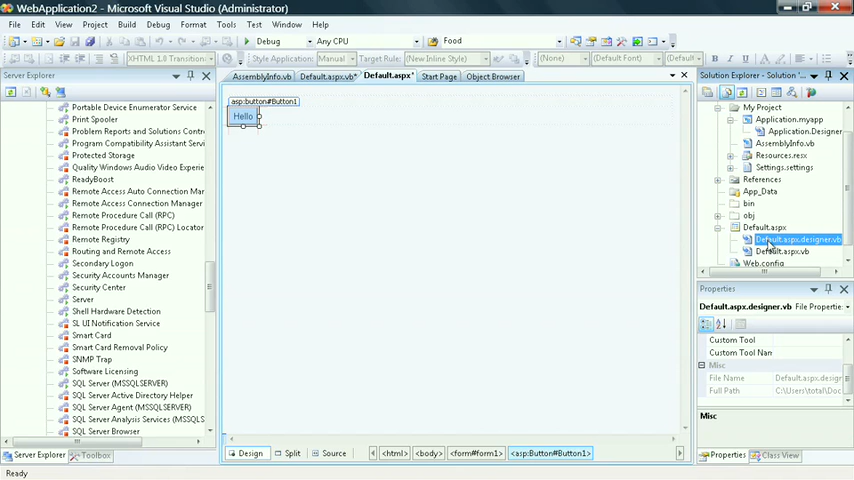 WebApplication2 - Microsoft Visual Studio (Administrator)
File Edit View Project Build Debug Format Tools Test Window Help
Debug Any CPU Food
XHTML 1.0 Transition Style Application: Manual Target Rule: (New Inline Style) (None) (Default Font) (Default B I U
Server Explorer
AssemblyInfo.vb Default.aspx.vb* Default.aspx* Start Page Object Browser
Solution Explorer - Solution '...
Portable Device Enumerator Service
Print Spooler
Problem Reports and Solutions Contr
Program Compatibility Assistant Servi
Protected Storage
Quality Windows Audio Video Experie
ReadyBoost
Remote Access Auto Connection Man
Remote Access Connection Manager
Remote Procedure Call (RPC)
Remote Procedure Call (RPC) Locator
Remote Registry
Routing and Remote Access
Secondary Logon
Security Accounts Manager
Security Center
Server
Shell Hardware Detection
SL UI Notification Service
Smart Card
Smart Card Removal Policy
SNMP Trap
Software Licensing
SQL Server (MSSQLSERVER)
SQL Server Active Directory Helper
SQL Server Agent (MSSQLSERVER)
SQL Server Analysis Services (MSSQL
SQL Server Browser
Server Explorer Toolbox
asp:button#Button1
Hello
Design Split Source <html> <body> <form#form1> <asp:Button#Button1>
My Project
Application.myapp
Application.Designer
AssemblyInfo.vb
Resources.resx
Settings.settings
References
App_Data
bin
obj
Default.aspx
Default.aspx.designer.vb
Default.aspx.vb
Web.config
Properties
Default.aspx.designer.vb File Properties
Custom Tool
Custom Tool Nam
Misc
File Name Default.aspx.design
Full Path C:\Users\total\Doc
Misc
Properties Class View
Ready